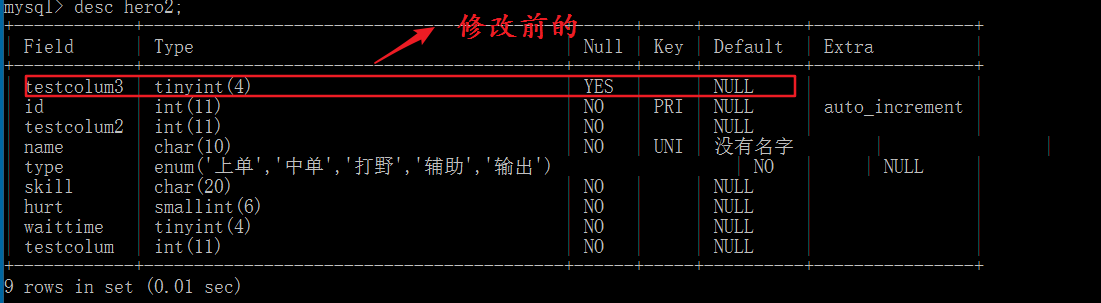 mysql> desc hero2;
修改前的
| Field | Type | Null | Key | Default | Extra |
| testcolum3 | tinyint(4) | YES | | NULL | |
| id | int(11) | NO | PRI | NULL | auto_increment |
| testcolum2 | int(11) | NO | | NULL | |
| name | char(10) | NO | UNI | 没有名字 | |
| type | enum('上单','中单','打野','辅助','输出') | NO | | NULL
| skill | char(20) | NO | | NULL | |
| hurt | smallint(6) | NO | | NULL | |
| waittime | tinyint(4) | NO | | NULL | |
| testcolum | int(11) | NO | | NULL | |
9 rows in set (0.01 sec)